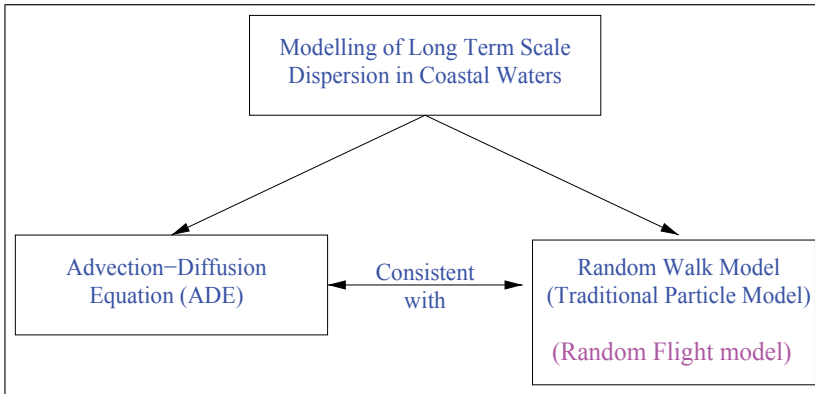 Modelling of Long Term Scale
Dispersion in Coastal Waters
Advection−Diffusion
Equation (ADE)
Consistent
with
Random Walk Model
(Traditional Particle Model)
(Random Flight model)